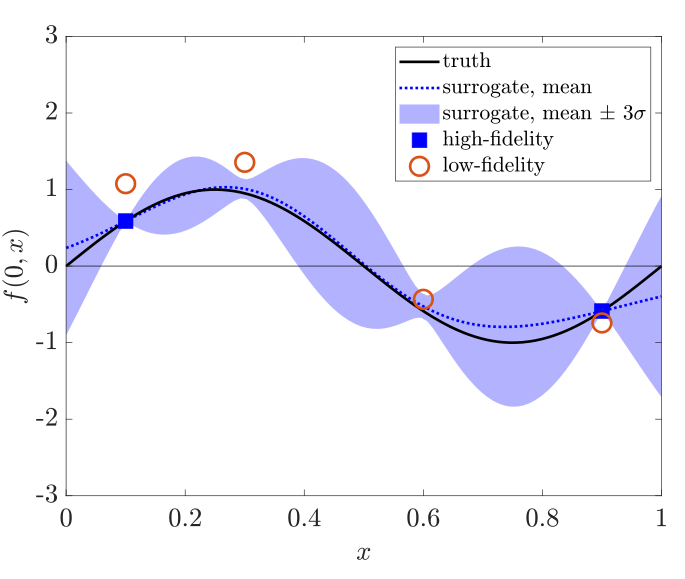 3
2
1
0
-1
-2
-3
f(0, x)
truth
surrogate, mean
surrogate, mean ± 3σ
high-fidelity
low-fidelity
0 0.2 0.4 0.6 0.8 1
x